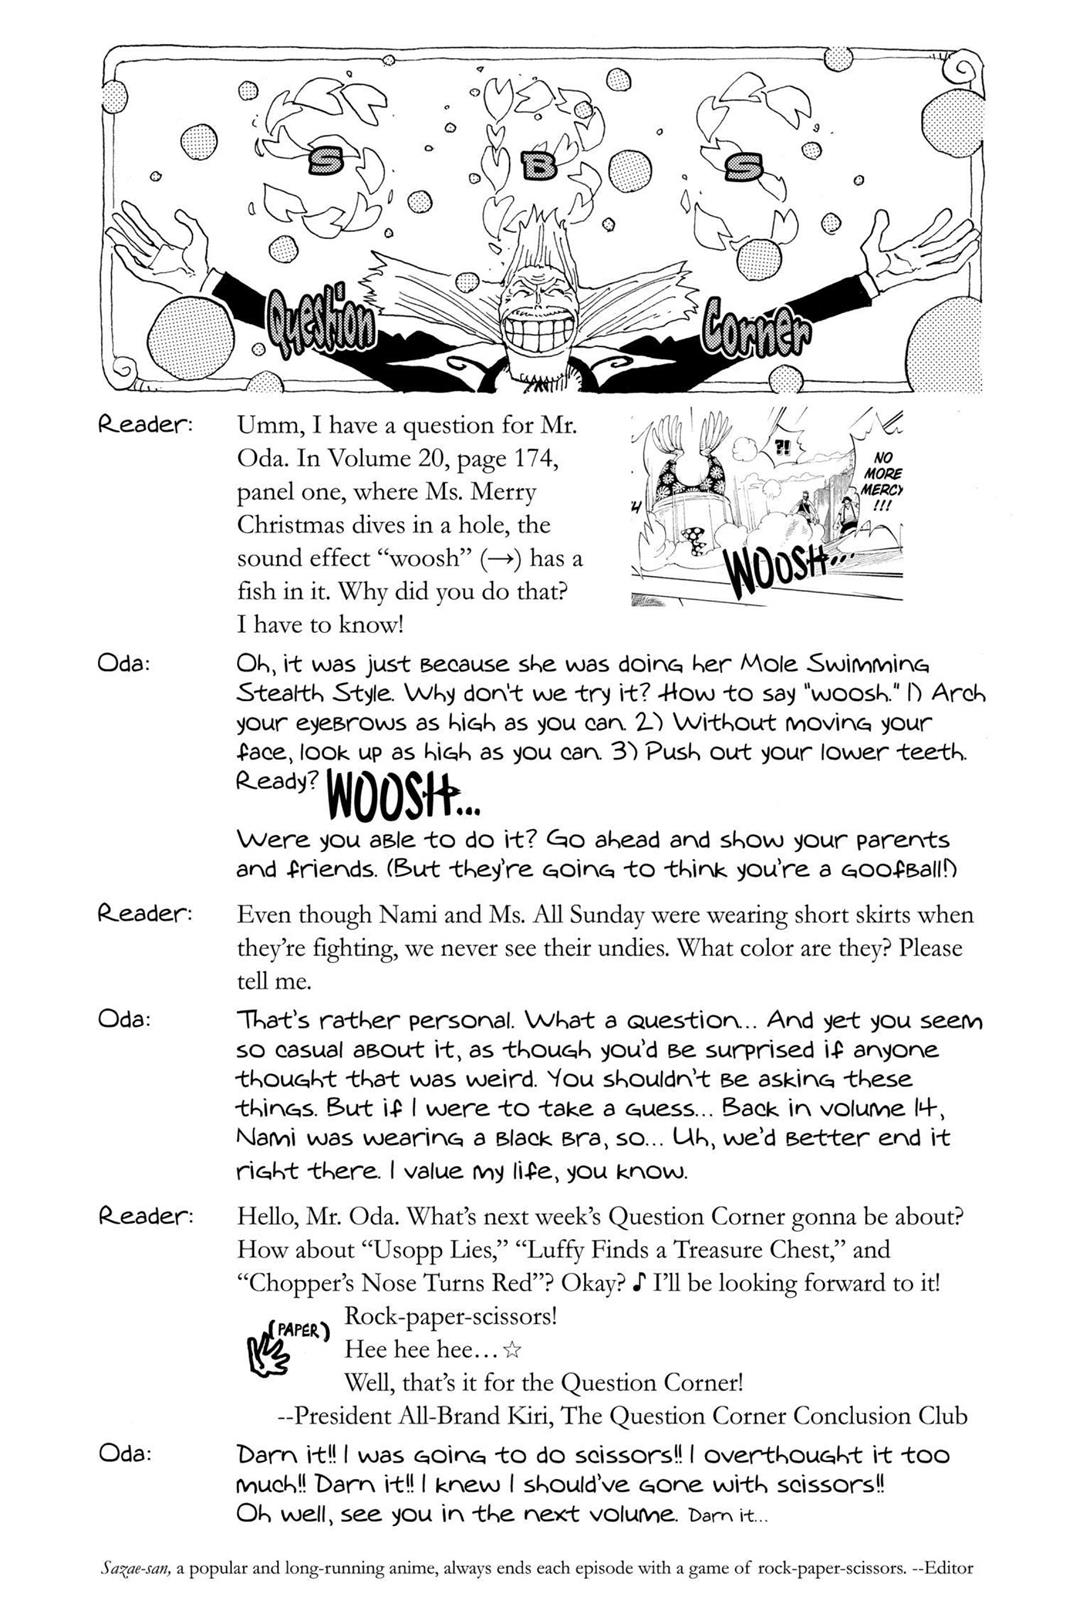 S B S
Question Corner
Reader: Umm, I have a question for Mr.
Oda. In Volume 20, page 174,
panel one, where Ms. Merry
Christmas dives in a hole, the
sound effect “woosh” (→) has a
fish in it. Why did you do that?
I have to know!
?!
NO
MORE
MERCY
!!!
WOOSH...
Oda: Oh, it was just because she was doing her Mole Swimming
Stealth Style. Why don't we try it? How to say "woosh." 1) Arch
your eyebrows as high as you can. 2) Without moving your
face, look up as high as you can. 3) Push out your lower teeth.
Ready? WOOSH...
Were you able to do it? Go ahead and show your parents
and friends. (But they're going to think you're a goofball!)
Reader: Even though Nami and Ms. All Sunday were wearing short skirts when
they’re fighting, we never see their undies. What color are they? Please
tell me.
Oda: That's rather personal. What a question... And yet you seem
so casual about it, as though you'd be surprised if anyone
thought that was weird. You shouldn't be asking these
things. But if I were to take a guess... Back in volume 14,
Nami was wearing a black bra, so... Uh, we'd better end it
right there. I value my life, you know.
Reader: Hello, Mr. Oda. What’s next week’s Question Corner gonna be about?
How about “Usopp Lies,” “Luffy Finds a Treasure Chest,” and
“Chopper’s Nose Turns Red”? Okay? ♪ I’ll be looking forward to it!
Rock-paper-scissors!
(PAPER)
Hee hee hee…☆
Well, that’s it for the Question Corner!
--President All-Brand Kiri, The Question Corner Conclusion Club
Oda: Darn it!! I was going to do scissors!! I overthought it too
much!! Darn it!! I knew I should've gone with scissors!!
Oh well, see you in the next volume. Darn it...
Sazae-san, a popular and long-running anime, always ends each episode with a game of rock-paper-scissors. --Editor